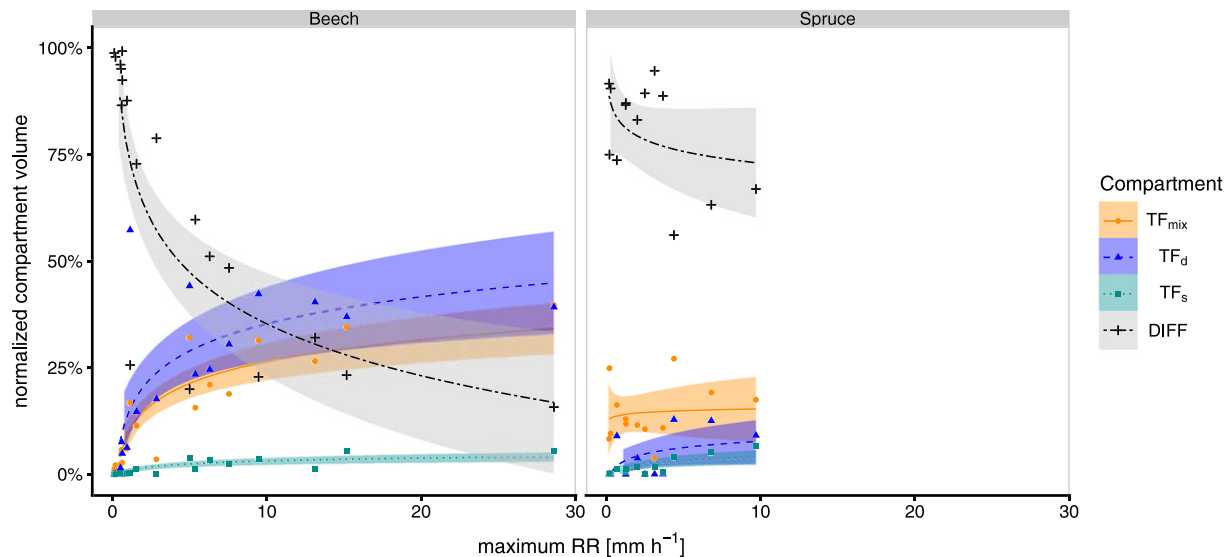 Beech Spruce
100%
75%
50%
25%
0%
normalized compartment volume
0 10 20 30 0 10 20 30
maximum RR [mm h⁻¹]
Compartment
TFmix
TFd
TFs
DIFF